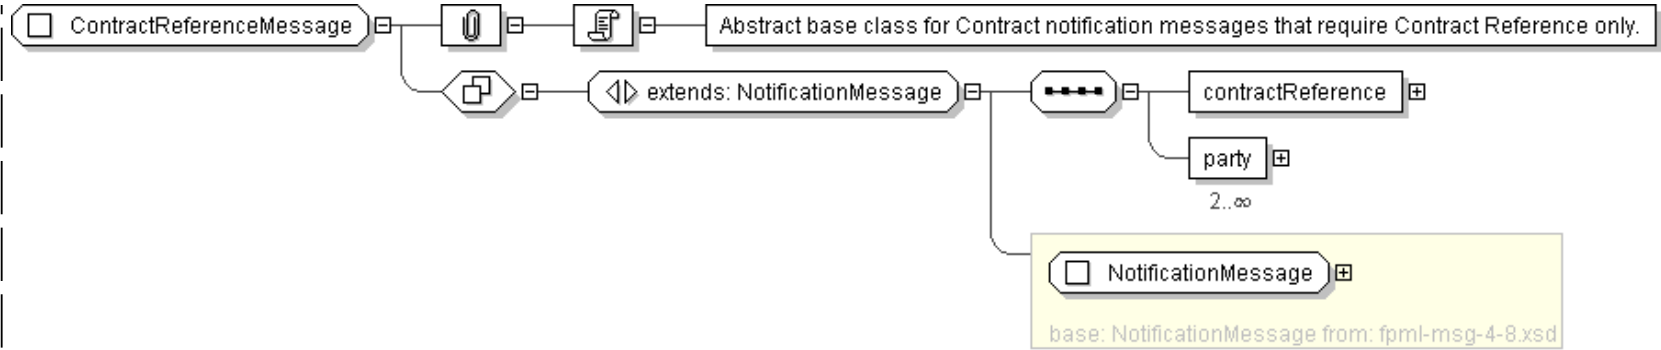 ContractReferenceMessage
Abstract base class for Contract notification messages that require Contract Reference only.
extends: NotificationMessage
contractReference
party
2..∞
NotificationMessage
base: NotificationMessage from: fpml-msg-4-8.xsd